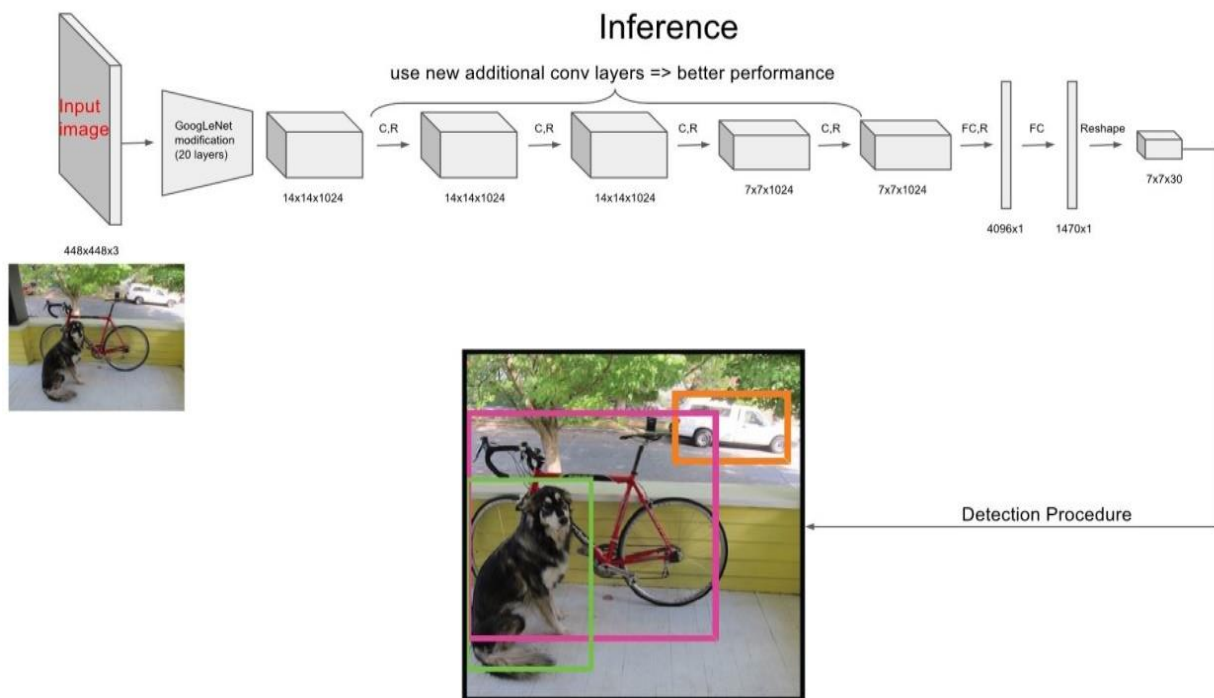 Inference
use new additional conv layers => better performance
Input
image
GoogLeNet
modification
(20 layers)
C,R
C,R
C,R
C,R
FC,R
FC
Reshape
448x448x3
14x14x1024
14x14x1024
14x14x1024
7x7x1024
7x7x1024
4096x1
1470x1
7x7x30
Detection Procedure